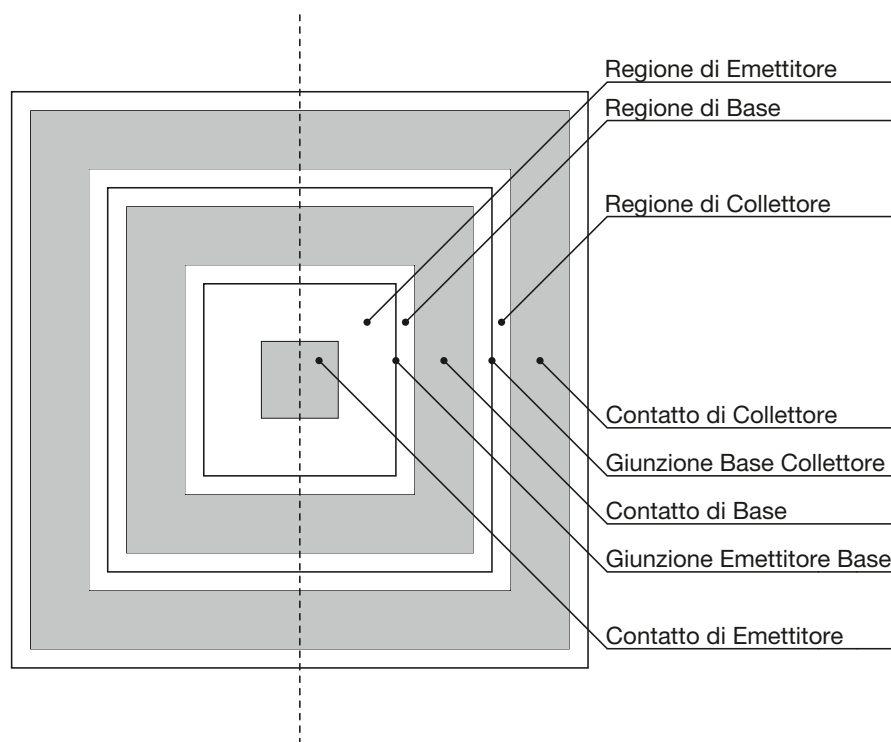 Regione di Emettitore
Regione di Base
Regione di Collettore
Contatto di Collettore
Giunzione Base Collettore
Contatto di Base
Giunzione Emettitore Base
Contatto di Emettitore